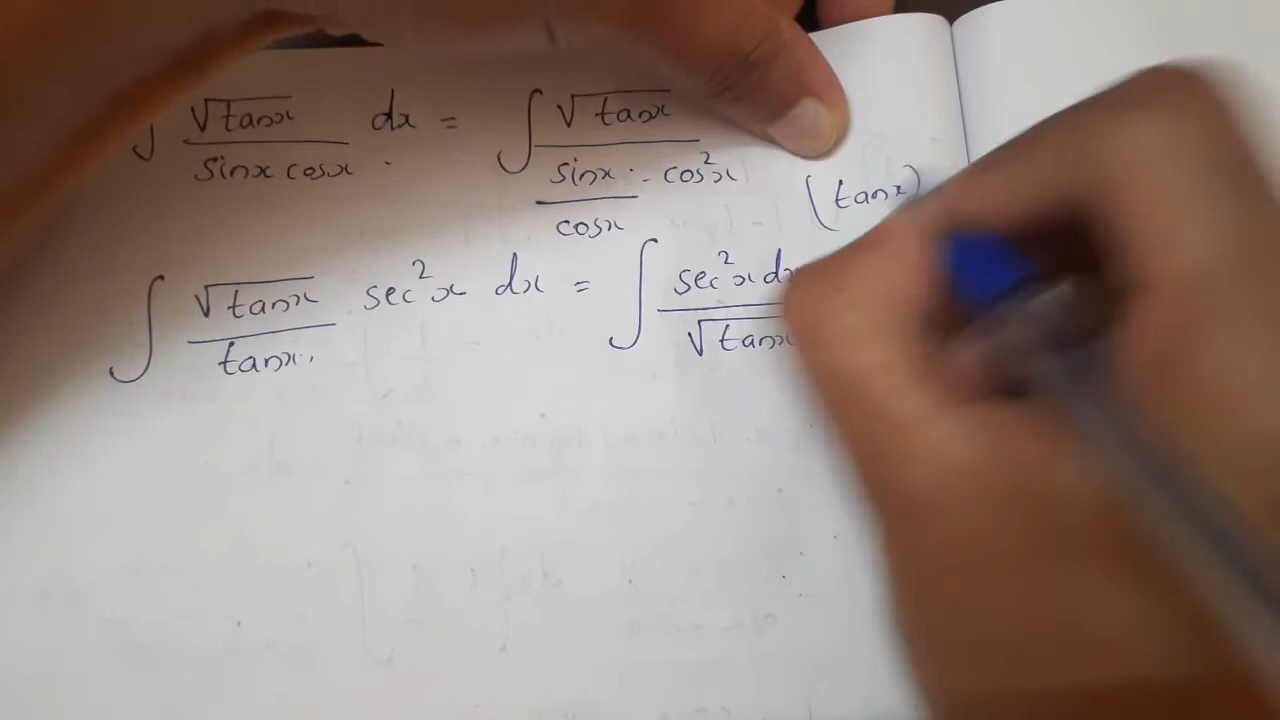 ∫ √tanx / sinx cosx dx = ∫ √tanx / (sinx / cosx · cos²x)
(tanx)
∫ √tanx / tanx · sec²x dx = ∫ sec²x dx / √tanx